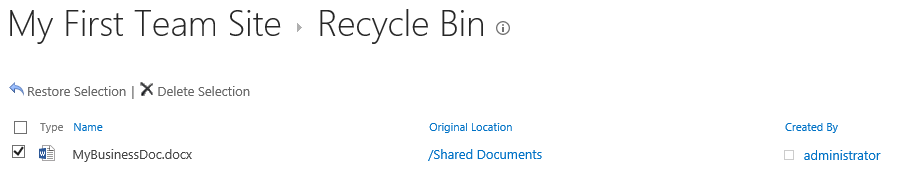 My First Team Site ▸ Recycle Bin
Restore Selection | Delete Selection
Type Name Original Location Created By
MyBusinessDoc.docx /Shared Documents administrator